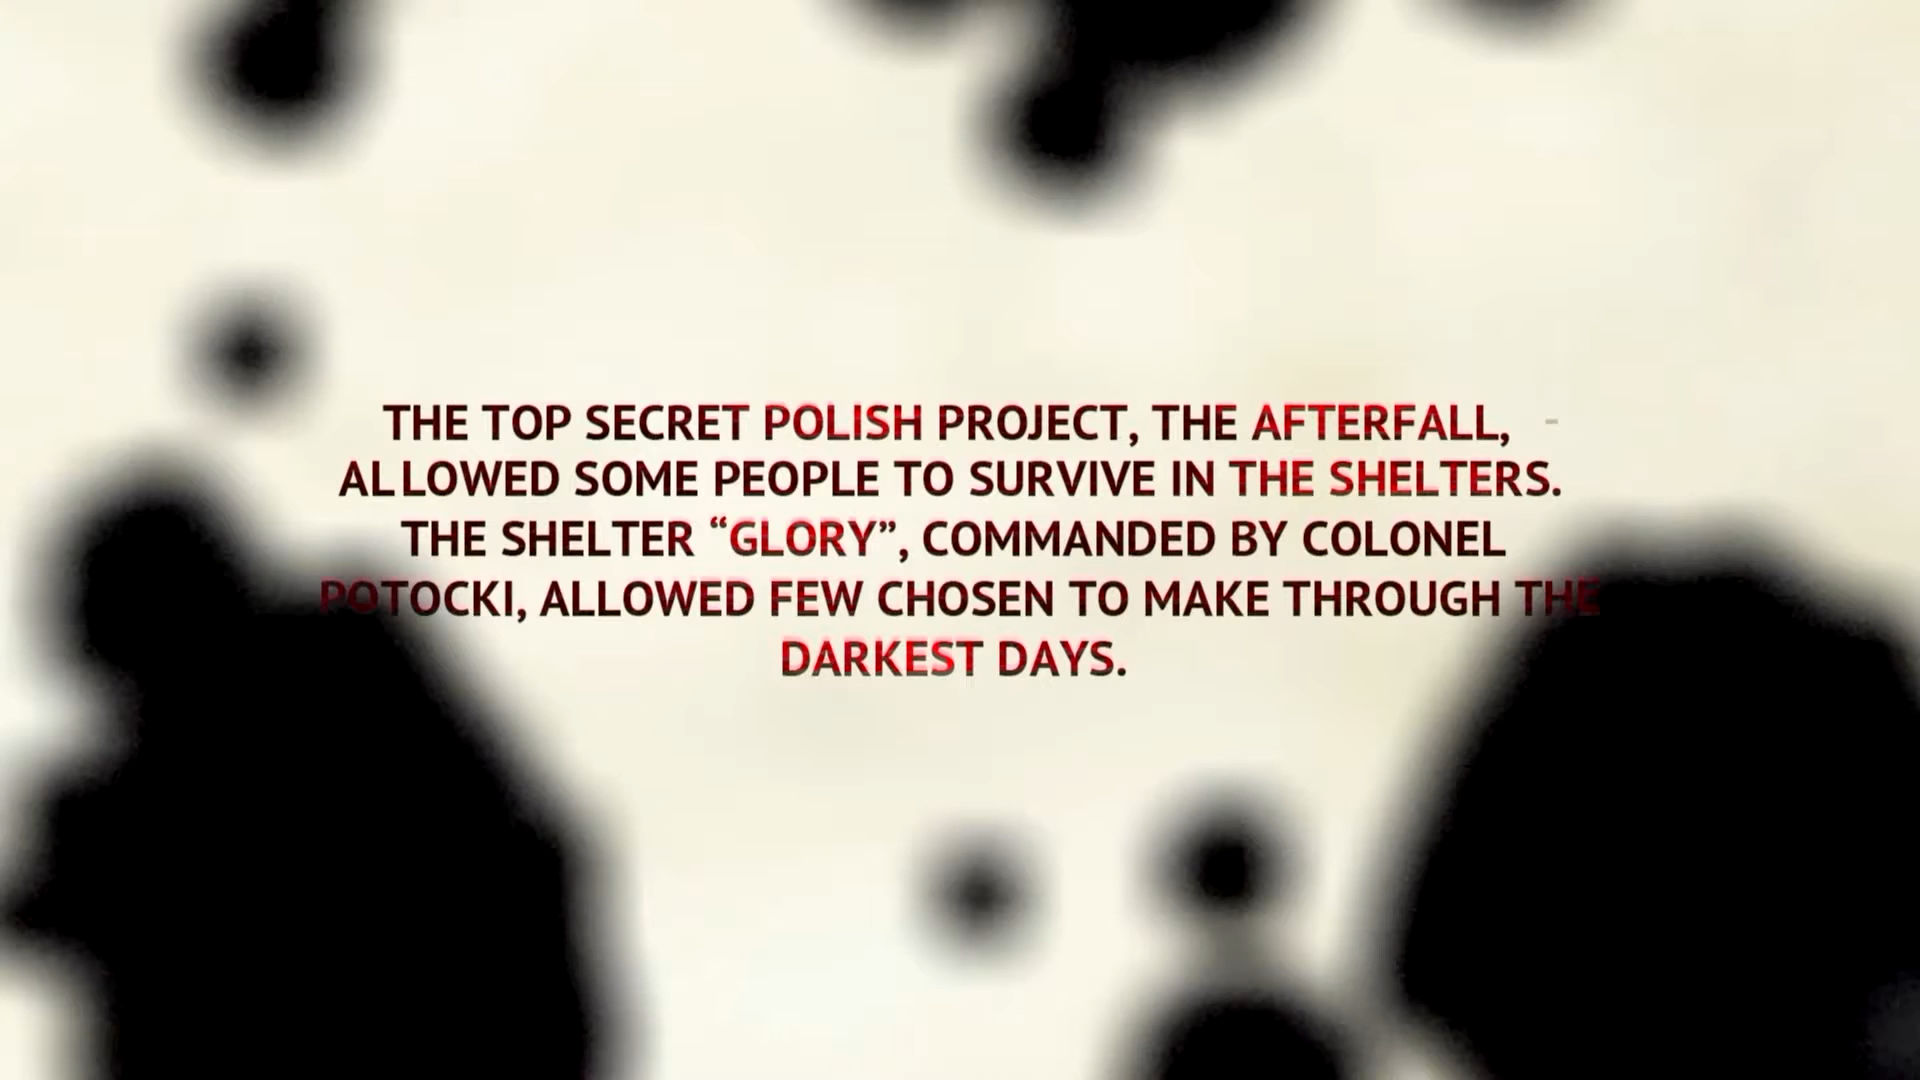 THE TOP SECRET POLISH PROJECT, THE AFTERFALL, -
ALLOWED SOME PEOPLE TO SURVIVE IN THE SHELTERS.
THE SHELTER “GLORY”, COMMANDED BY COLONEL
POTOCKI, ALLOWED FEW CHOSEN TO MAKE THROUGH THE
DARKEST DAYS.